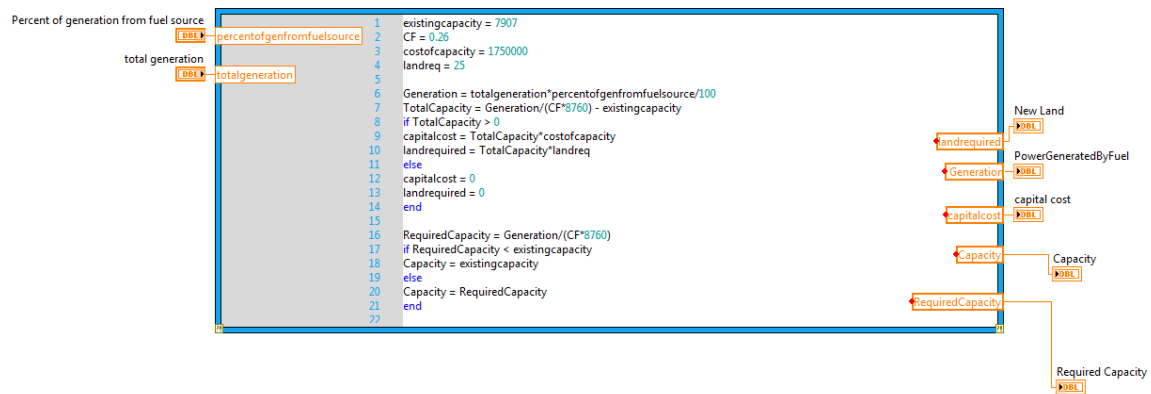 Percent of generation from fuel source
DBL
percentofgenfromfuelsource
total generation
DBL
totalgeneration
1 existingcapacity = 7907
2 CF = 0.26
3 costofcapacity = 1750000
4 landreq = 25
5
6 Generation = totalgeneration*percentofgenfromfuelsource/100
7 TotalCapacity = Generation/(CF*8760) - existingcapacity
8 if TotalCapacity > 0
9 capitalcost = TotalCapacity*costofcapacity
10 landrequired = TotalCapacity*landreq
11 else
12 capitalcost = 0
13 landrequired = 0
14 end
15
16 RequiredCapacity = Generation/(CF*8760)
17 if RequiredCapacity < existingcapacity
18 Capacity = existingcapacity
19 else
20 Capacity = RequiredCapacity
21 end
22
New Land
DBL
landrequired
PowerGeneratedByFuel
Generation
DBL
capital cost
capitalcost
DBL
Capacity
Capacity
DBL
RequiredCapacity
Required Capacity
DBL